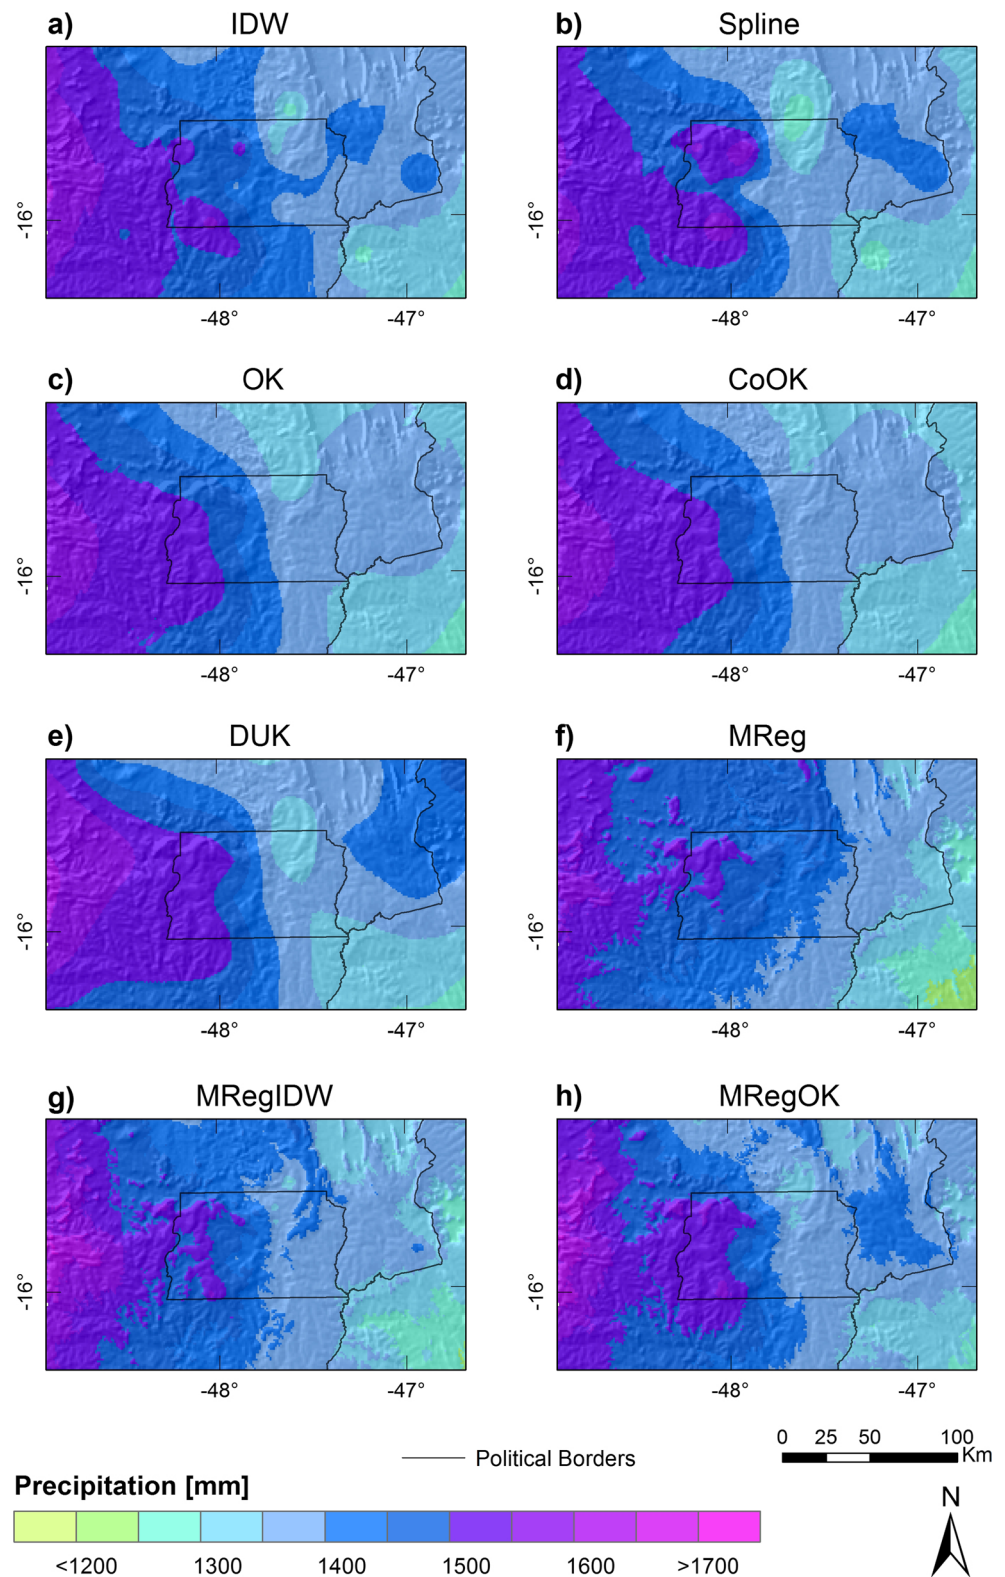 a) IDW
b) Spline
-16°
-16°
-48° -47°
-48° -47°
c) OK
d) CoOK
-16°
-16°
-48° -47°
-48° -47°
e) DUK
f) MReg
-16°
-16°
-48° -47°
-48° -47°
g) MRegIDW
h) MRegOK
-16°
-16°
-48° -47°
-48° -47°
0 25 50 100
Km
Political Borders
Precipitation [mm]
N
<1200 1300 1400 1500 1600 >1700